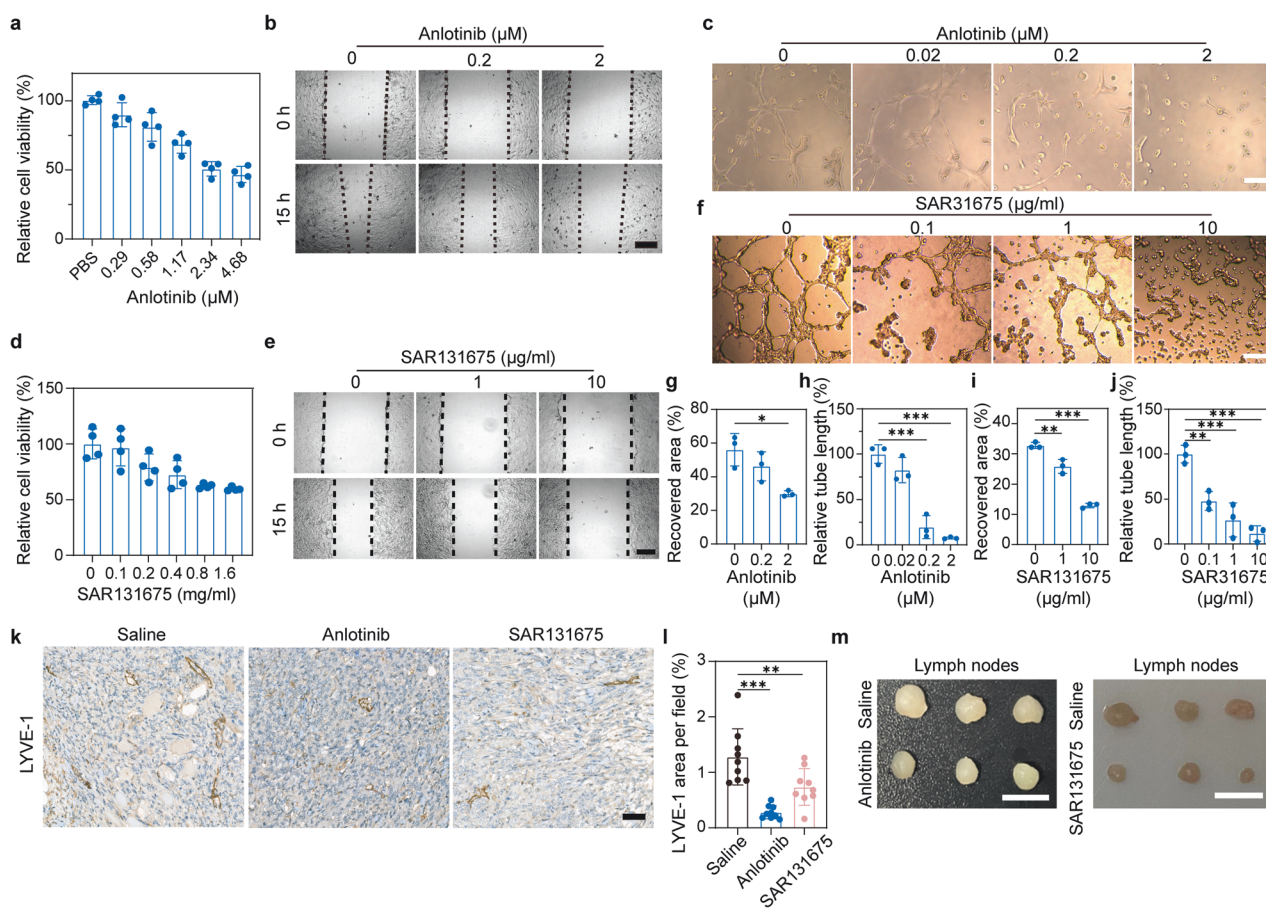 a
Relative cell viability (%)
100
50
0
PBS
0.29
0.58
1.17
2.34
4.68
Anlotinib (µM)
b
Anlotinib (µM)
0
0.2
2
0 h
15 h
c
Anlotinib (µM)
0
0.02
0.2
2
f
SAR31675 (µg/ml)
0
0.1
1
10
d
Relative cell viability (%)
150
100
50
0
0
0.1
0.2
0.4
0.8
1.6
SAR131675 (mg/ml)
e
SAR131675 (µg/ml)
0
1
10
0 h
15 h
g
Recovered area (%)
80
60
40
20
0
*
0
0.2
2
Anlotinib
(µM)
h
Relative tube length (%)
150
100
50
0
***
***
0
0.02
0.2
2
Anlotinib
(µM)
i
Recovered area (%)
40
30
20
10
0
***
**
0
1
10
SAR131675
(µg/ml)
j
Relative tube length (%)
150
100
50
0
***
***
**
0
0.1
1
10
SAR31675
(µg/ml)
k
Saline
Anlotinib
SAR131675
LYVE-1
l
LYVE-1 area per field (%)
3
2
1
0
**
***
Saline
Anlotinib
SAR131675
m
Lymph nodes
Saline
Anlotinib
Lymph nodes
Saline
SAR131675